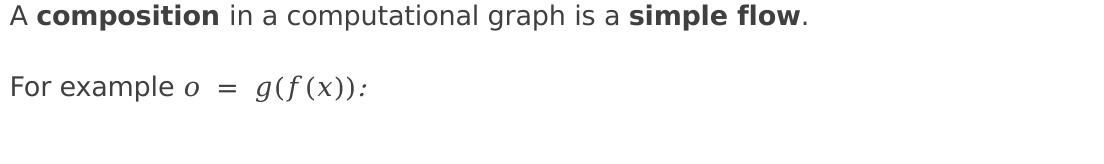 A composition in a computational graph is a simple flow.
For example o = g(f(x)):